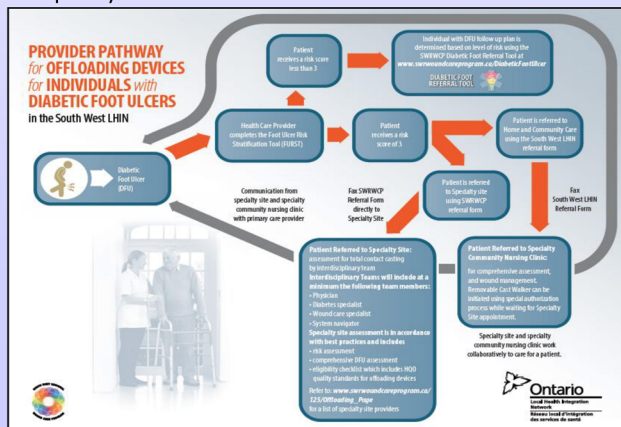 PROVIDER PATHWAY
for OFFLOADING DEVICES
for INDIVIDUALS with
DIABETIC FOOT ULCERS
in the South West LHIN
Patient
receives a risk score
less than 3
Individual with DFU follow up plan is
determined based on level of risk using the
SWRWCP Diabetic Foot Referral Tool at
www.swrwoundcareprogram.ca/DiabeticFootUlcer
DIABETIC FOOT
REFERRAL TOOL
Health Care Provider
completes the Foot Ulcer Risk
Stratification Tool (FURST)
Patient
receives a risk
score of 3
Patient is referred to
Home and Community Care
using the South West LHIN
referral form
Diabetic
Foot Ulcer
(DFU)
Communication from
specialty site and specialty
community nursing clinic
with primary care provider
Fax SWRWCP
Referral Form
directly to
Specialty Site
Patient is referred
to Specialty site
using SWRWCP
referral form
Fax
South West LHIN
Referral Form
Patient Referred to Specialty Site:
assessment for total contact casting
by interdisciplinary team
Interdisciplinary Teams will include at a
minimum the following team members:
• Physician
• Diabetes specialist
• Wound care specialist
• System navigator
Specialty site assessment is in accordance
with best practices and includes
• risk assessment
• comprehensive DFU assessment
• eligibility checklist which includes HQO
quality standards for offloading devices
Refer to: www.swrwoundcareprogram.ca/
125/Offloading_Page
for a list of specialty site providers
Patient Referred to Specialty
Community Nursing Clinic:
for comprehensive assessment,
and wound management.
Removable Cast Walker can be
initiated using special authorization
process while waiting for Specialty
Site appointment.
Specialty site and specialty
community nursing clinic work
collaboratively to care for a patient.
Ontario
Local Health Integration
Network
Réseau local d'intégration
des services de santé